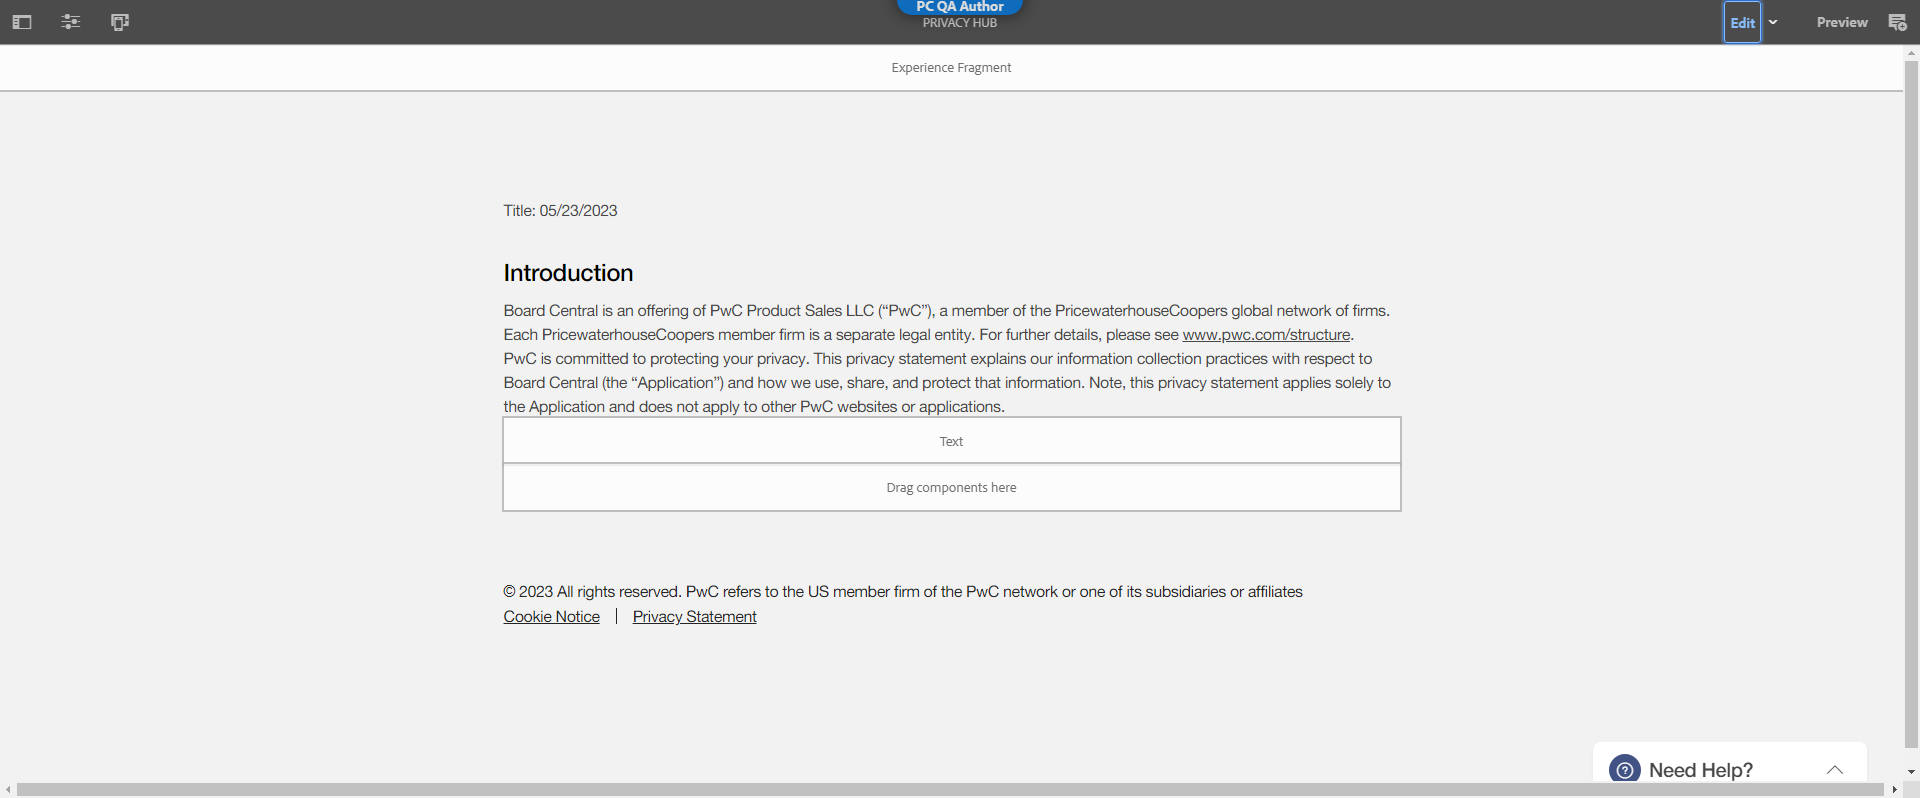 PC QA Author
PRIVACY HUB
Edit
Preview
Experience Fragment
Title: 05/23/2023
Introduction
Board Central is an offering of PwC Product Sales LLC (“PwC”), a member of the PricewaterhouseCoopers global network of firms.
Each PricewaterhouseCoopers member firm is a separate legal entity. For further details, please see www.pwc.com/structure.
PwC is committed to protecting your privacy. This privacy statement explains our information collection practices with respect to
Board Central (the “Application”) and how we use, share, and protect that information. Note, this privacy statement applies solely to
the Application and does not apply to other PwC websites or applications.
Text
Drag components here
© 2023 All rights reserved. PwC refers to the US member firm of the PwC network or one of its subsidiaries or affiliates
Cookie Notice | Privacy Statement
Need Help?